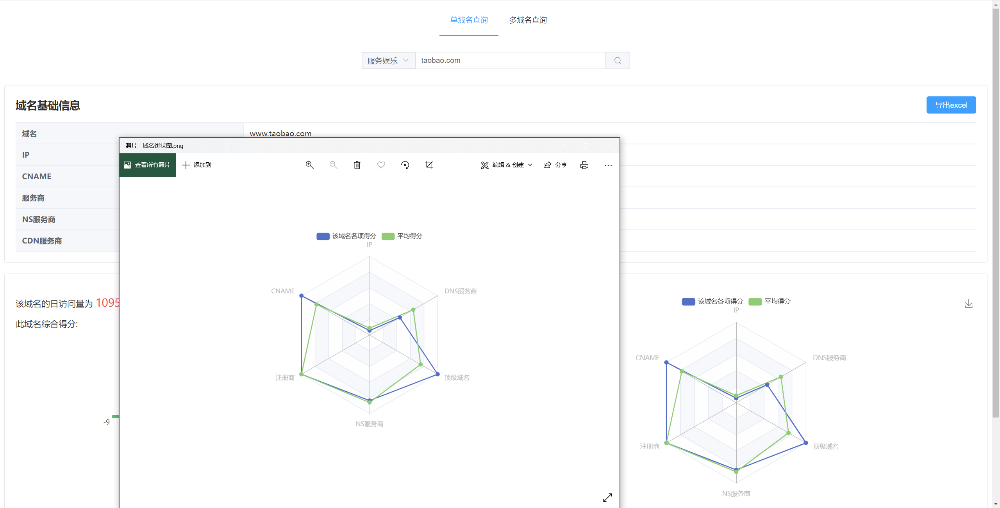 单域名查询 多域名查询
服务娱乐 taobao.com
域名基础信息 导出excel
域名 www.taobao.com
IP
CNAME
服务商
NS服务商
CDN服务商
照片 - 域名饼状图.png
查看所有照片 添加到 编辑 & 创建 分享
该域名各项得分 平均得分
IP
CNAME DNS服务商
注册商 顶级域名
NS服务商
该域名的日访问量为 1095
此域名综合得分:
-9
该域名各项得分 平均得分
IP
CNAME DNS服务商
注册商 顶级域名
NS服务商